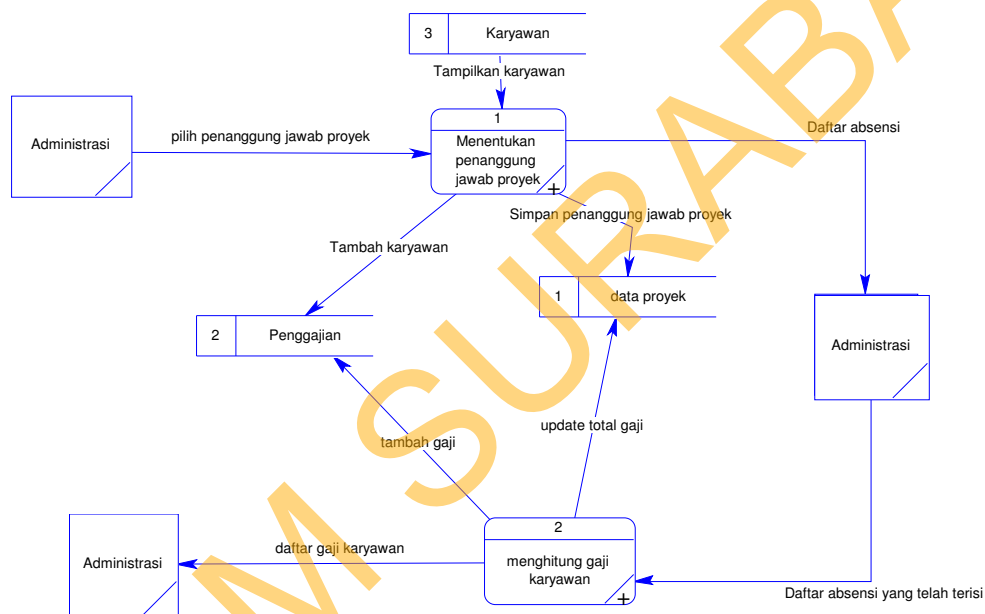 3
Karyawan
Tampilkan karyawan
Administrasi
pilih penanggung jawab proyek
1
Menentukan
penanggung
jawab proyek
+
Daftar absensi
Simpan penanggung jawab proyek
Tambah karyawan
1
data proyek
2
Penggajian
Administrasi
update total gaji
tambah gaji
2
menghitung gaji
karyawan
+
daftar gaji karyawan
Administrasi
Daftar absensi yang telah terisi
M SURABA